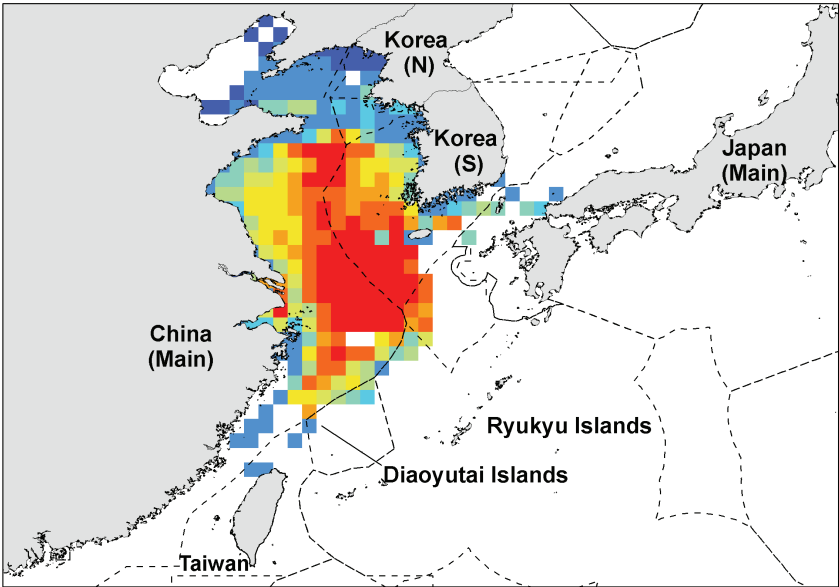 Korea
(N)
Korea
(S)
Japan
(Main)
China
(Main)
Ryukyu Islands
Diaoyutai Islands
Taiwan